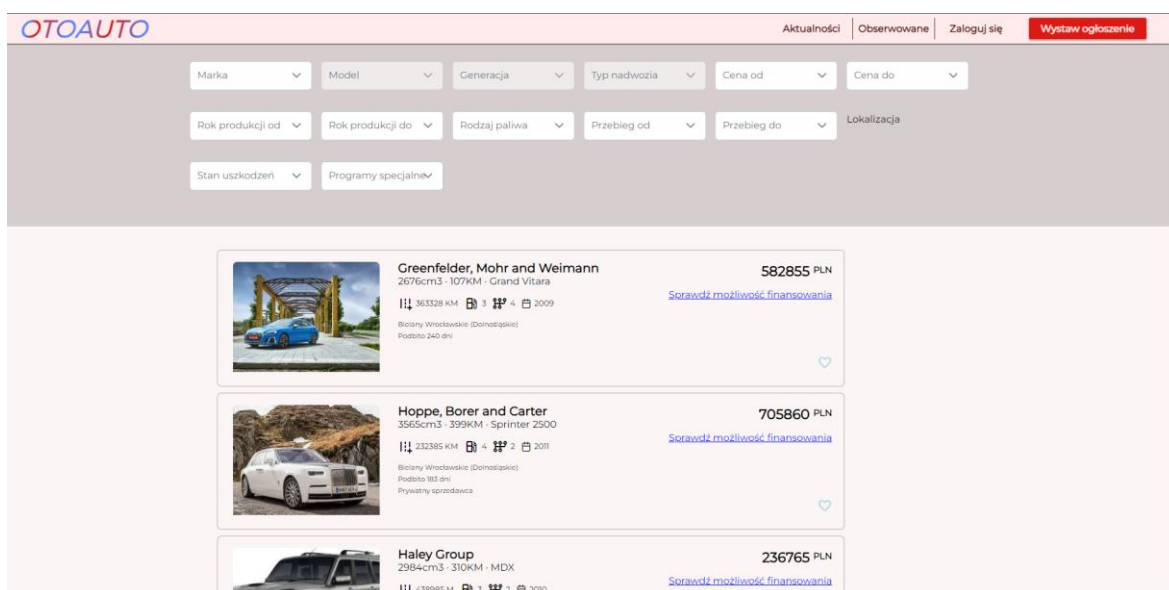 OTOAUTO Aktualności Obserwowane Zaloguj się Wystaw ogłoszenie
Marka Model Generacja Typ nadwozia Cena od Cena do
Rok produkcji od Rok produkcji do Rodzaj paliwa Przebieg od Przebieg do Lokalizacja
Stan uszkodzeń Programy specjalne
Greenfelder, Mohr and Weimann 582855 PLN
2676cm3 · 107KM · Grand Vitara
Sprawdź możliwość finansowania
363328 KM 3 4 2009
Bielany Wrocławskie (Dolnośląskie)
Podbito 240 dni
Hoppe, Borer and Carter 705860 PLN
3565cm3 · 399KM · Sprinter 2500
Sprawdź możliwość finansowania
232385 KM 4 2 2011
Bielany Wrocławskie (Dolnośląskie)
Podbito 183 dni
Prywatny sprzedawca
Haley Group 236765 PLN
2984cm3 · 310KM · MDX
Sprawdź możliwość finansowania
3 2 2010